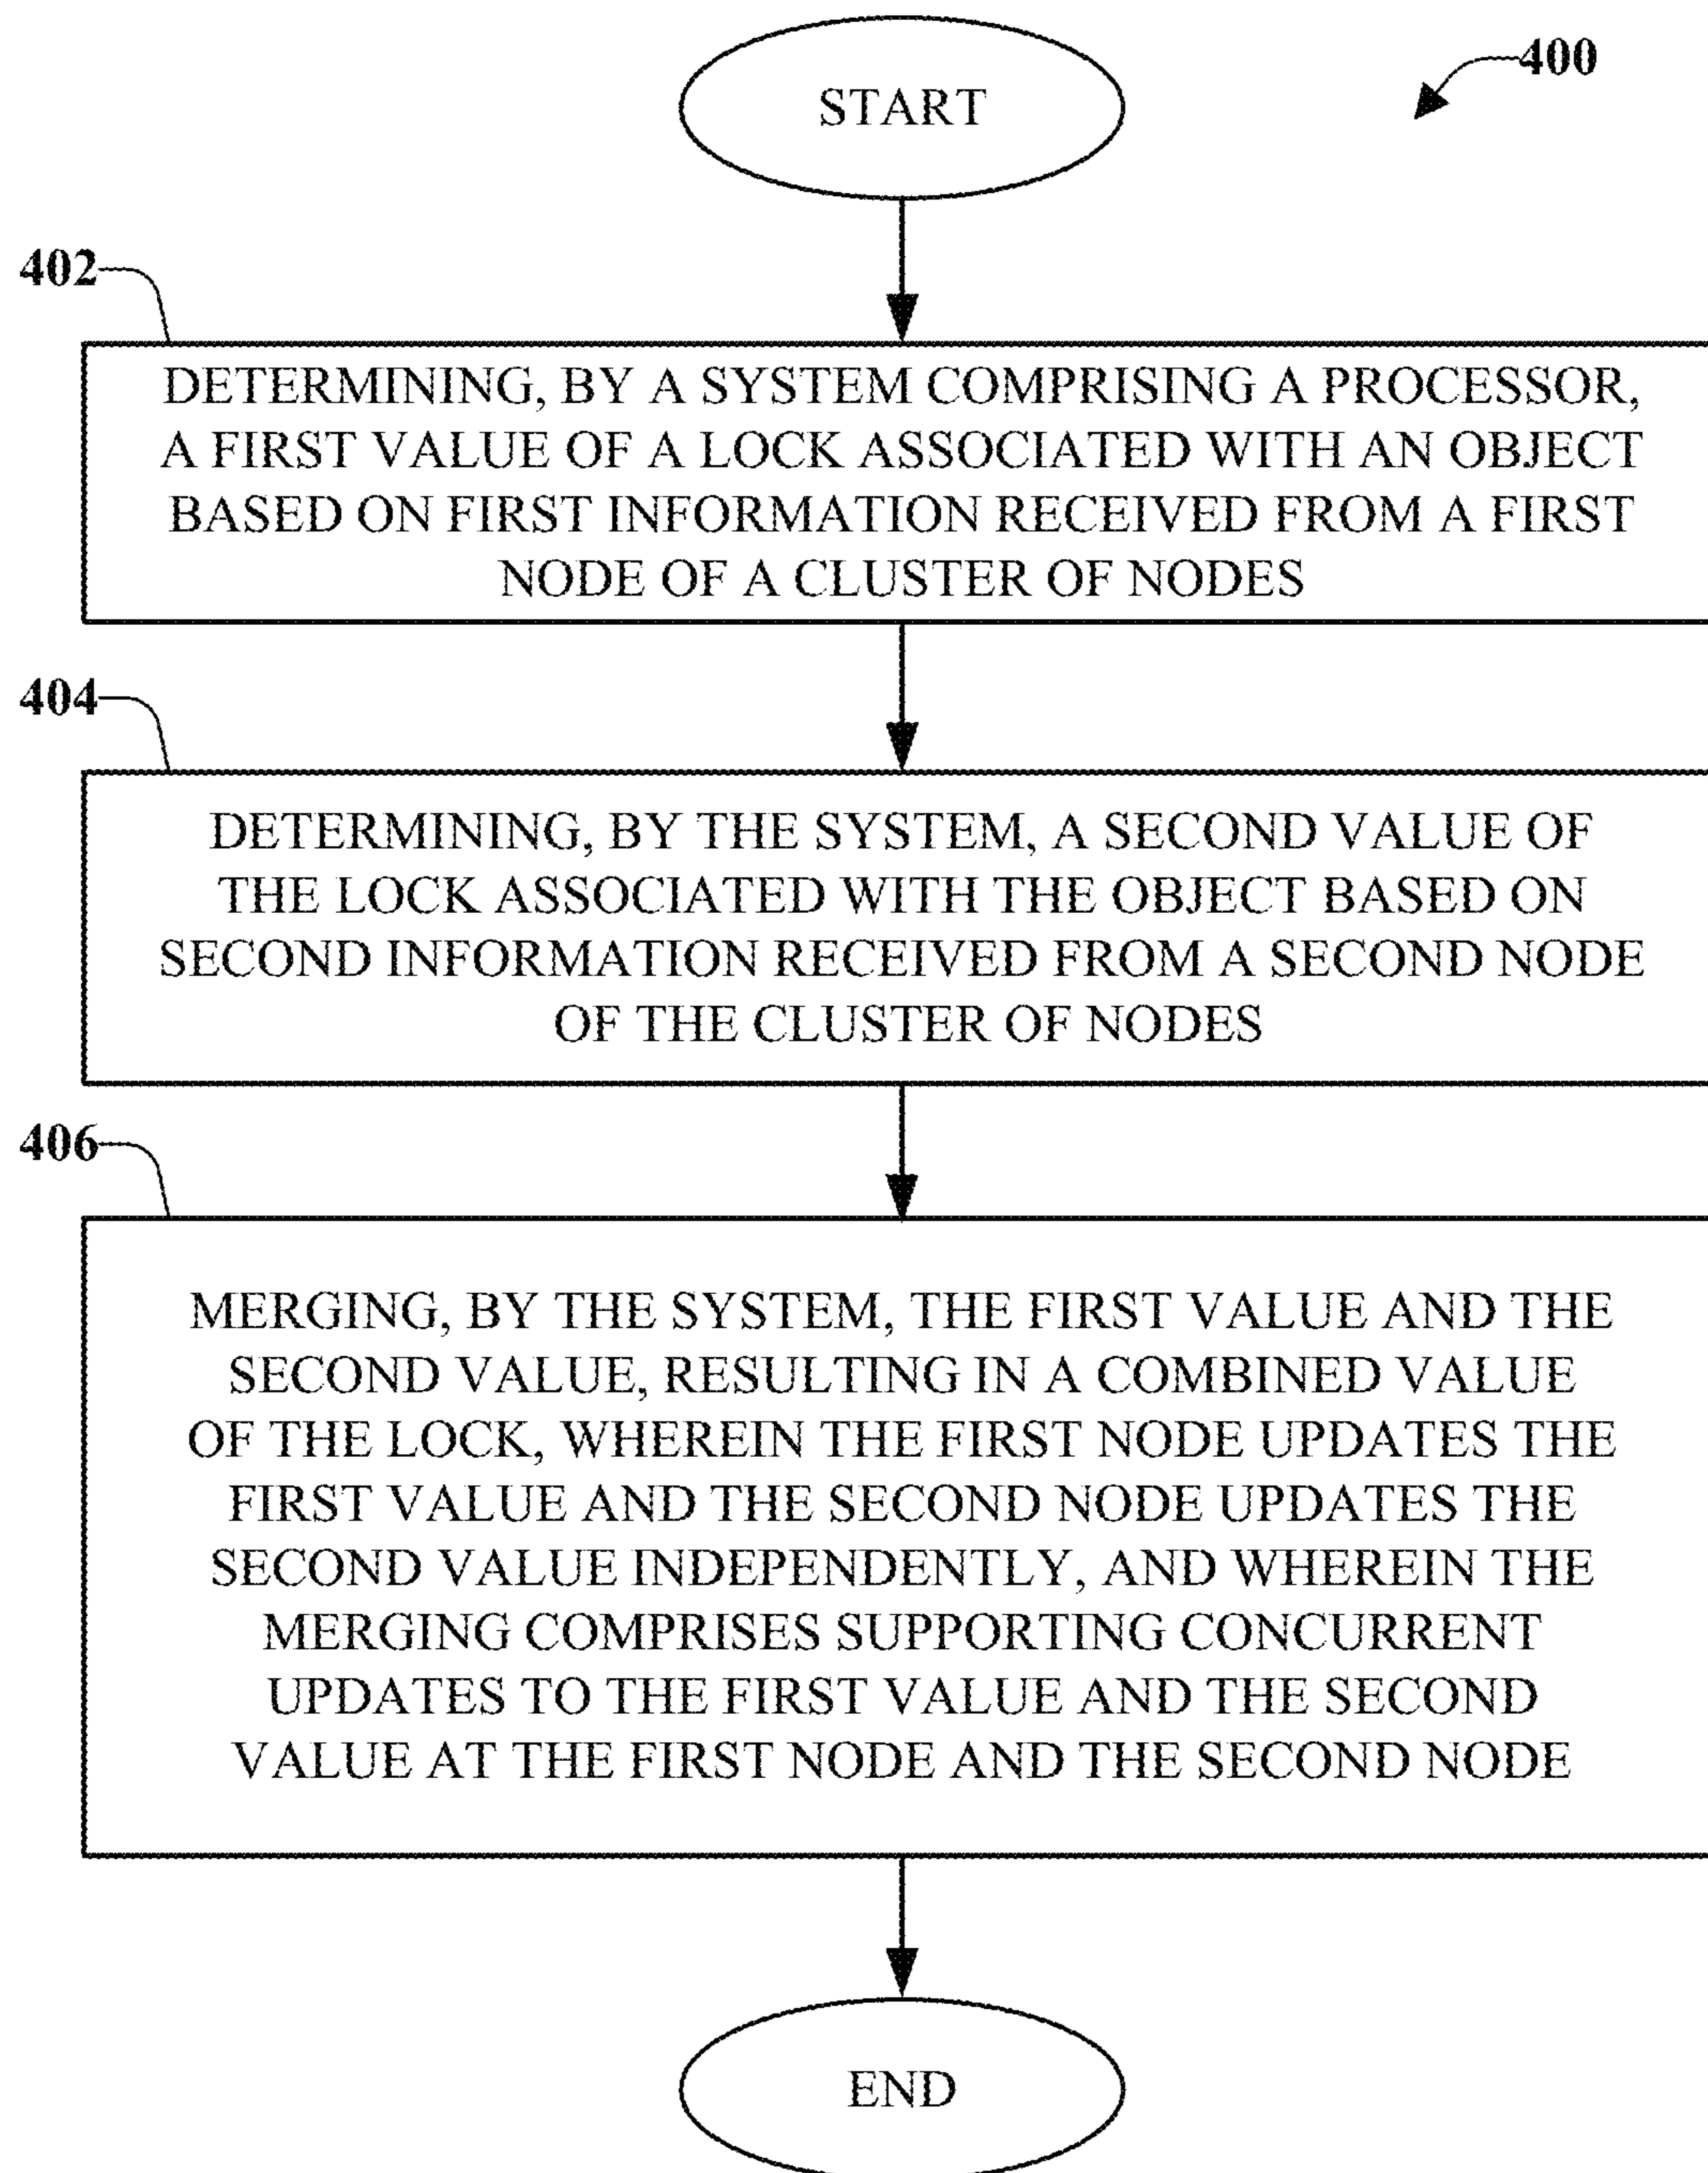 START
400
402
DETERMINING, BY A SYSTEM COMPRISING A PROCESSOR,
A FIRST VALUE OF A LOCK ASSOCIATED WITH AN OBJECT
BASED ON FIRST INFORMATION RECEIVED FROM A FIRST
NODE OF A CLUSTER OF NODES
404
DETERMINING, BY THE SYSTEM, A SECOND VALUE OF
THE LOCK ASSOCIATED WITH THE OBJECT BASED ON
SECOND INFORMATION RECEIVED FROM A SECOND NODE
OF THE CLUSTER OF NODES
406
MERGING, BY THE SYSTEM, THE FIRST VALUE AND THE
SECOND VALUE, RESULTING IN A COMBINED VALUE
OF THE LOCK, WHEREIN THE FIRST NODE UPDATES THE
FIRST VALUE AND THE SECOND NODE UPDATES THE
SECOND VALUE INDEPENDENTLY, AND WHEREIN THE
MERGING COMPRISES SUPPORTING CONCURRENT
UPDATES TO THE FIRST VALUE AND THE SECOND
VALUE AT THE FIRST NODE AND THE SECOND NODE
END